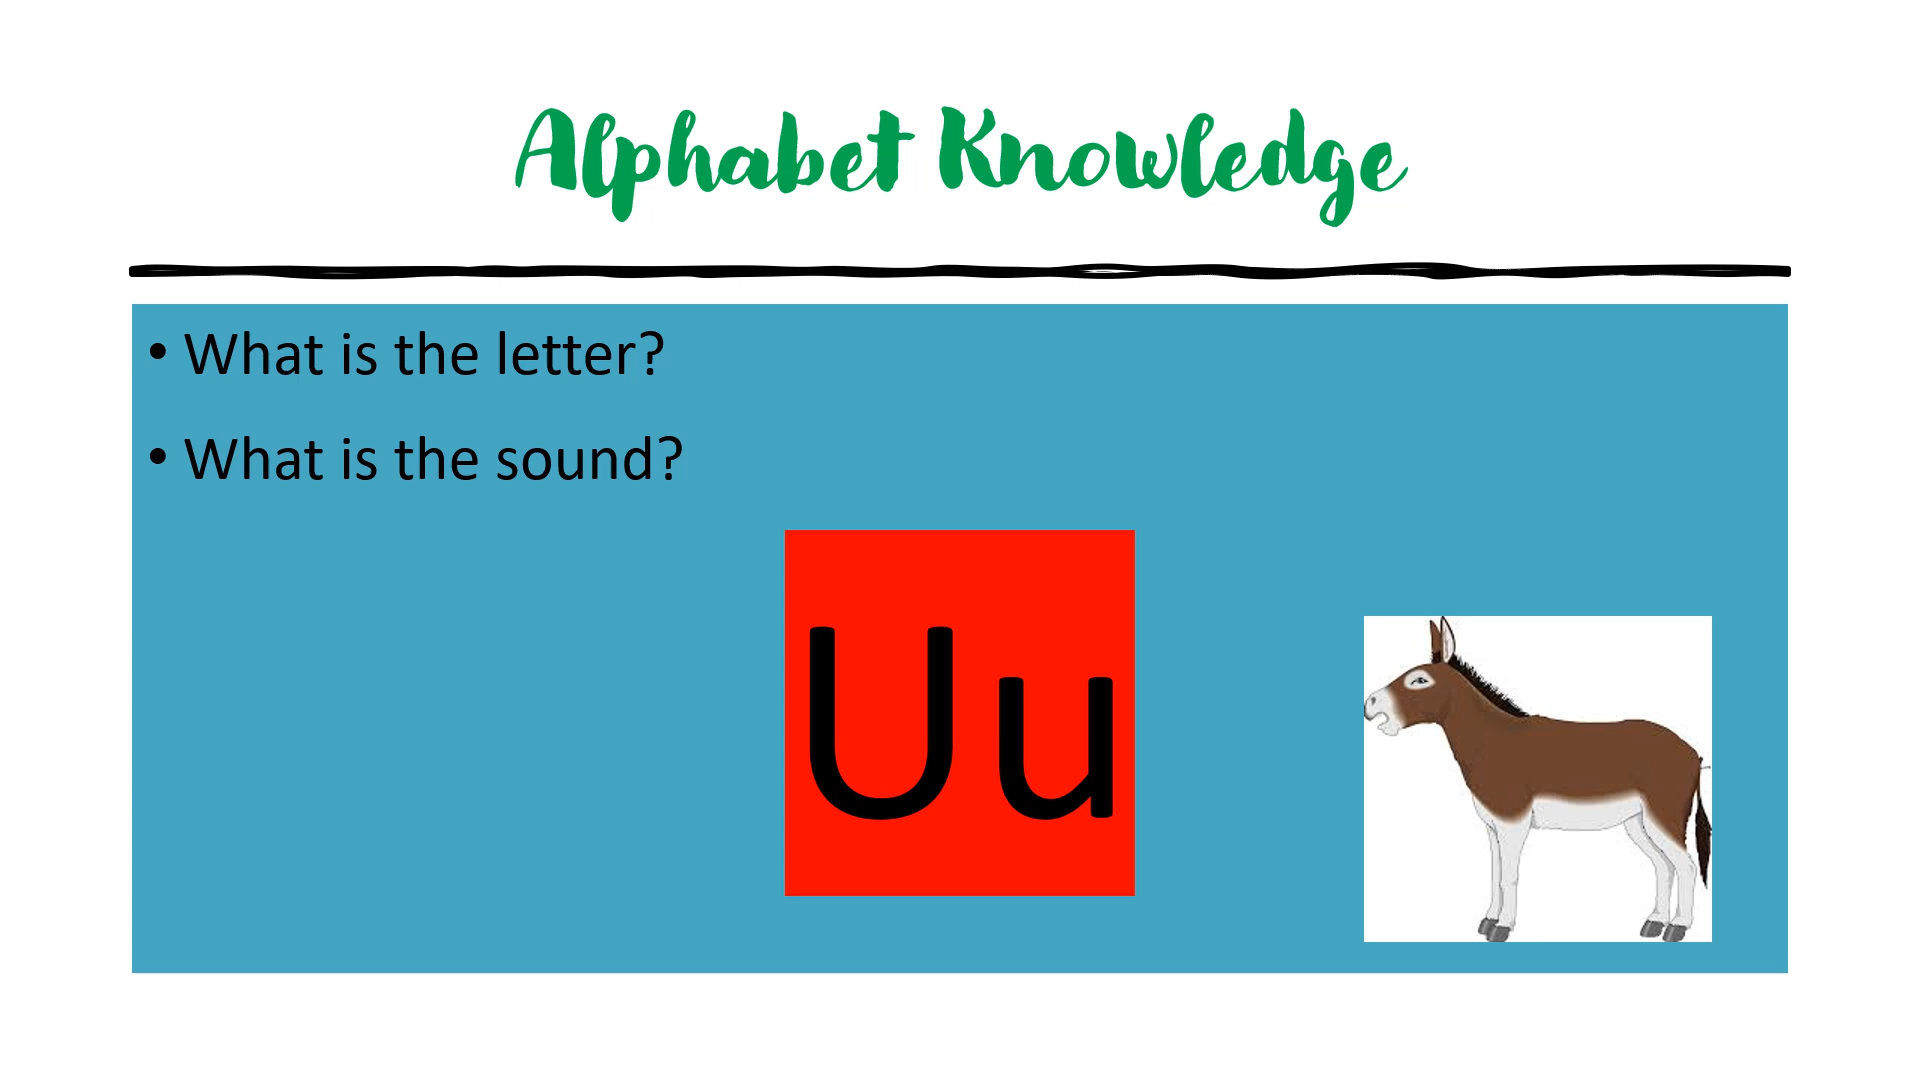 Alphabet Knowledge
• What is the letter?
• What is the sound?
Uu